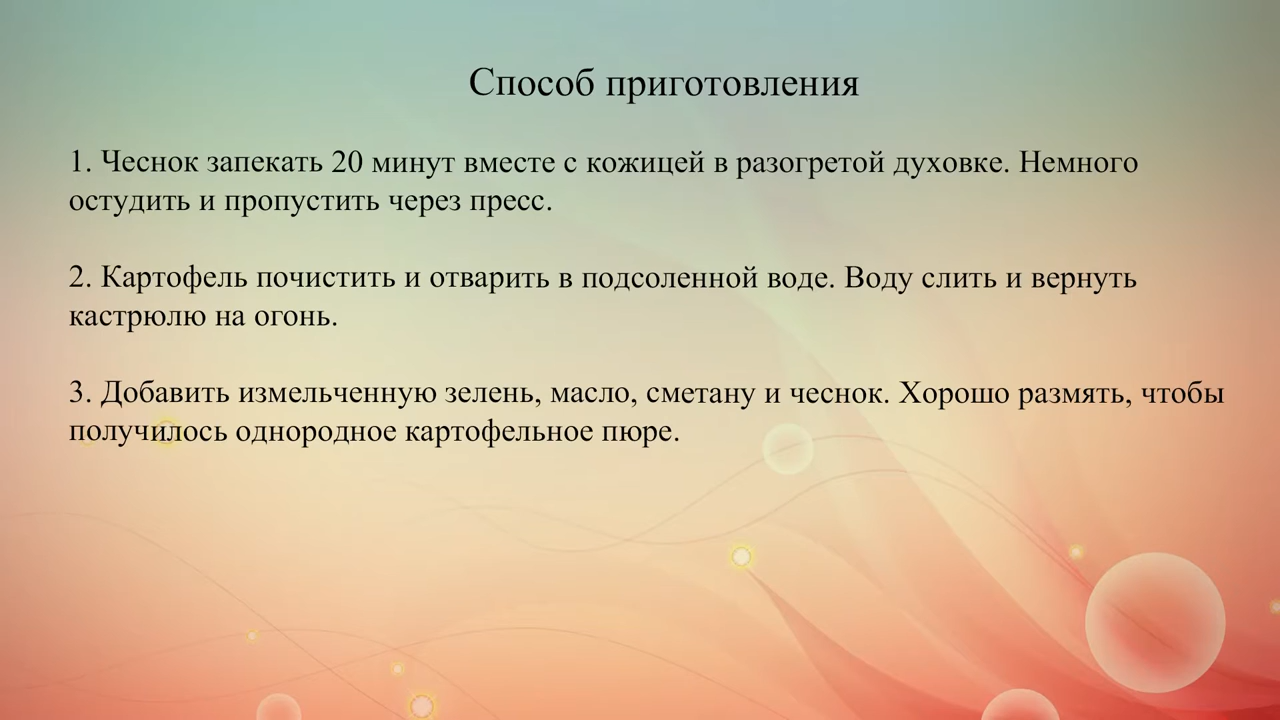 Способ приготовления
1. Чеснок запекать 20 минут вместе с кожицей в разогретой духовке. Немного
остудить и пропустить через пресс.
2. Картофель почистить и отварить в подсоленной воде. Воду слить и вернуть
кастрюлю на огонь.
3. Добавить измельченную зелень, масло, сметану и чеснок. Хорошо размять, чтобы
получилось однородное картофельное пюре.